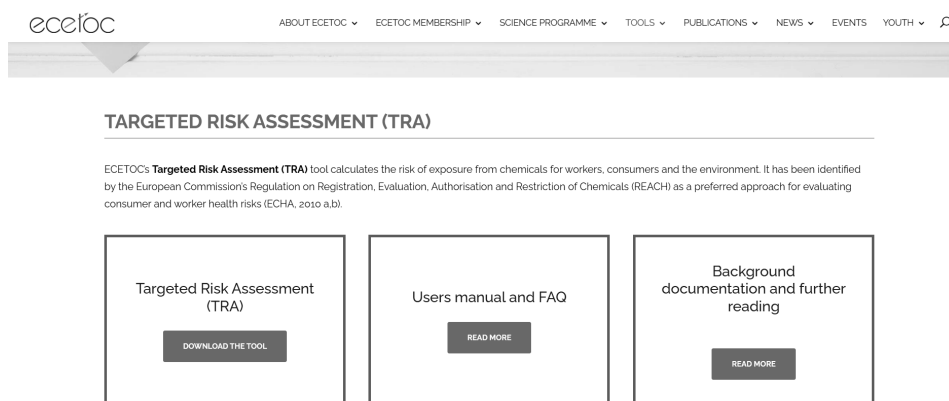 ecetoc
ABOUT ECETOC
ECETOC MEMBERSHIP
SCIENCE PROGRAMME
TOOLS
PUBLICATIONS
NEWS
EVENTS
YOUTH
TARGETED RISK ASSESSMENT (TRA)
ECETOC's Targeted Risk Assessment (TRA) tool calculates the risk of exposure from chemicals for workers, consumers and the environment. It has been identified
by the European Commission's Regulation on Registration, Evaluation, Authorisation and Restriction of Chemicals (REACH) as a preferred approach for evaluating
consumer and worker health risks (ECHA, 2010 a,b).
Targeted Risk Assessment
(TRA)
DOWNLOAD THE TOOL
Users manual and FAQ
READ MORE
Background
documentation and further
reading
READ MORE